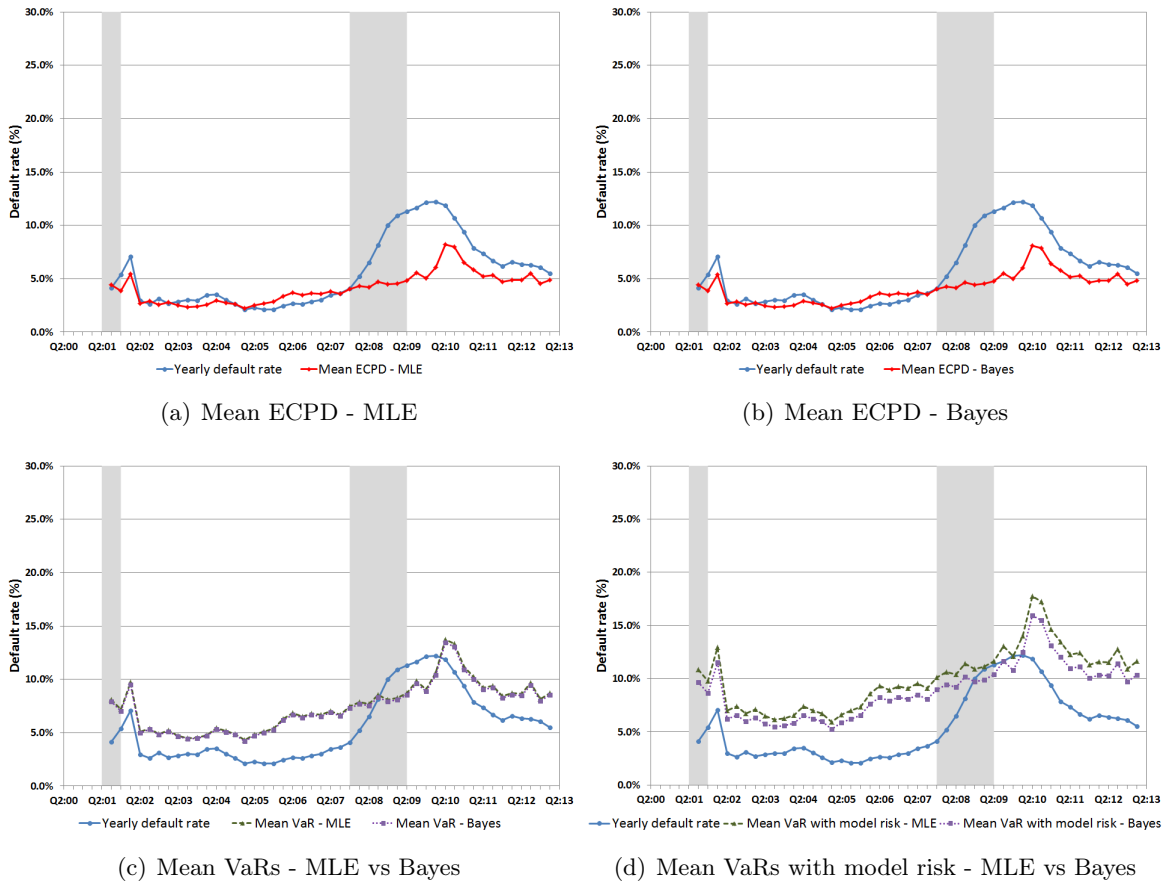 30.0%
25.0%
20.0%
15.0%
10.0%
5.0%
0.0%
Default rate (%)
Q2:00 Q2:01 Q2:02 Q2:03 Q2:04 Q2:05 Q2:06 Q2:07 Q2:08 Q2:09 Q2:10 Q2:11 Q2:12 Q2:13
Yearly default rate Mean ECPD - MLE
(a) Mean ECPD - MLE
30.0%
25.0%
20.0%
15.0%
10.0%
5.0%
0.0%
Default rate (%)
Q2:00 Q2:01 Q2:02 Q2:03 Q2:04 Q2:05 Q2:06 Q2:07 Q2:08 Q2:09 Q2:10 Q2:11 Q2:12 Q2:13
Yearly default rate Mean ECPD - Bayes
(b) Mean ECPD - Bayes
30.0%
25.0%
20.0%
15.0%
10.0%
5.0%
0.0%
Default rate (%)
Q2:00 Q2:01 Q2:02 Q2:03 Q2:04 Q2:05 Q2:06 Q2:07 Q2:08 Q2:09 Q2:10 Q2:11 Q2:12 Q2:13
Yearly default rate Mean VaR - MLE Mean VaR - Bayes
(c) Mean VaRs - MLE vs Bayes
30.0%
25.0%
20.0%
15.0%
10.0%
5.0%
0.0%
Default rate (%)
Q2:00 Q2:01 Q2:02 Q2:03 Q2:04 Q2:05 Q2:06 Q2:07 Q2:08 Q2:09 Q2:10 Q2:11 Q2:12 Q2:13
Yearly default rate Mean VaR with model risk - MLE Mean VaR with model risk - Bayes
(d) Mean VaRs with model risk - MLE vs Bayes